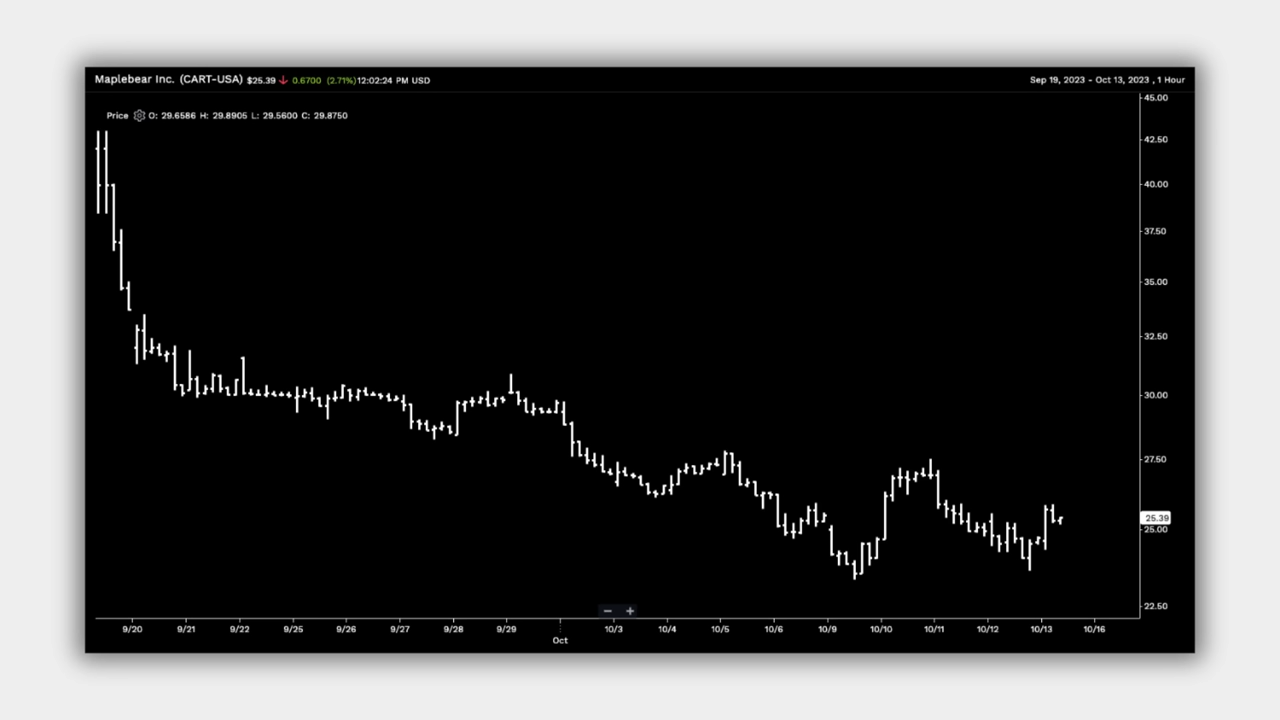 Maplebear Inc. (CART-USA) $25.39 0.6700 (2.71%) 12:02:24 PM USD
Sep 19, 2023 - Oct 13, 2023 , 1 Hour
Price O: 29.6586 H: 29.8905 L: 29.5600 C: 29.8750
45.00
42.50
40.00
37.50
35.00
32.50
30.00
27.50
25.39
25.00
22.50
9/20 9/21 9/22 9/25 9/26 9/27 9/28 9/29 10/3 10/4 10/5 10/6 10/9 10/10 10/11 10/12 10/13 10/16
Oct